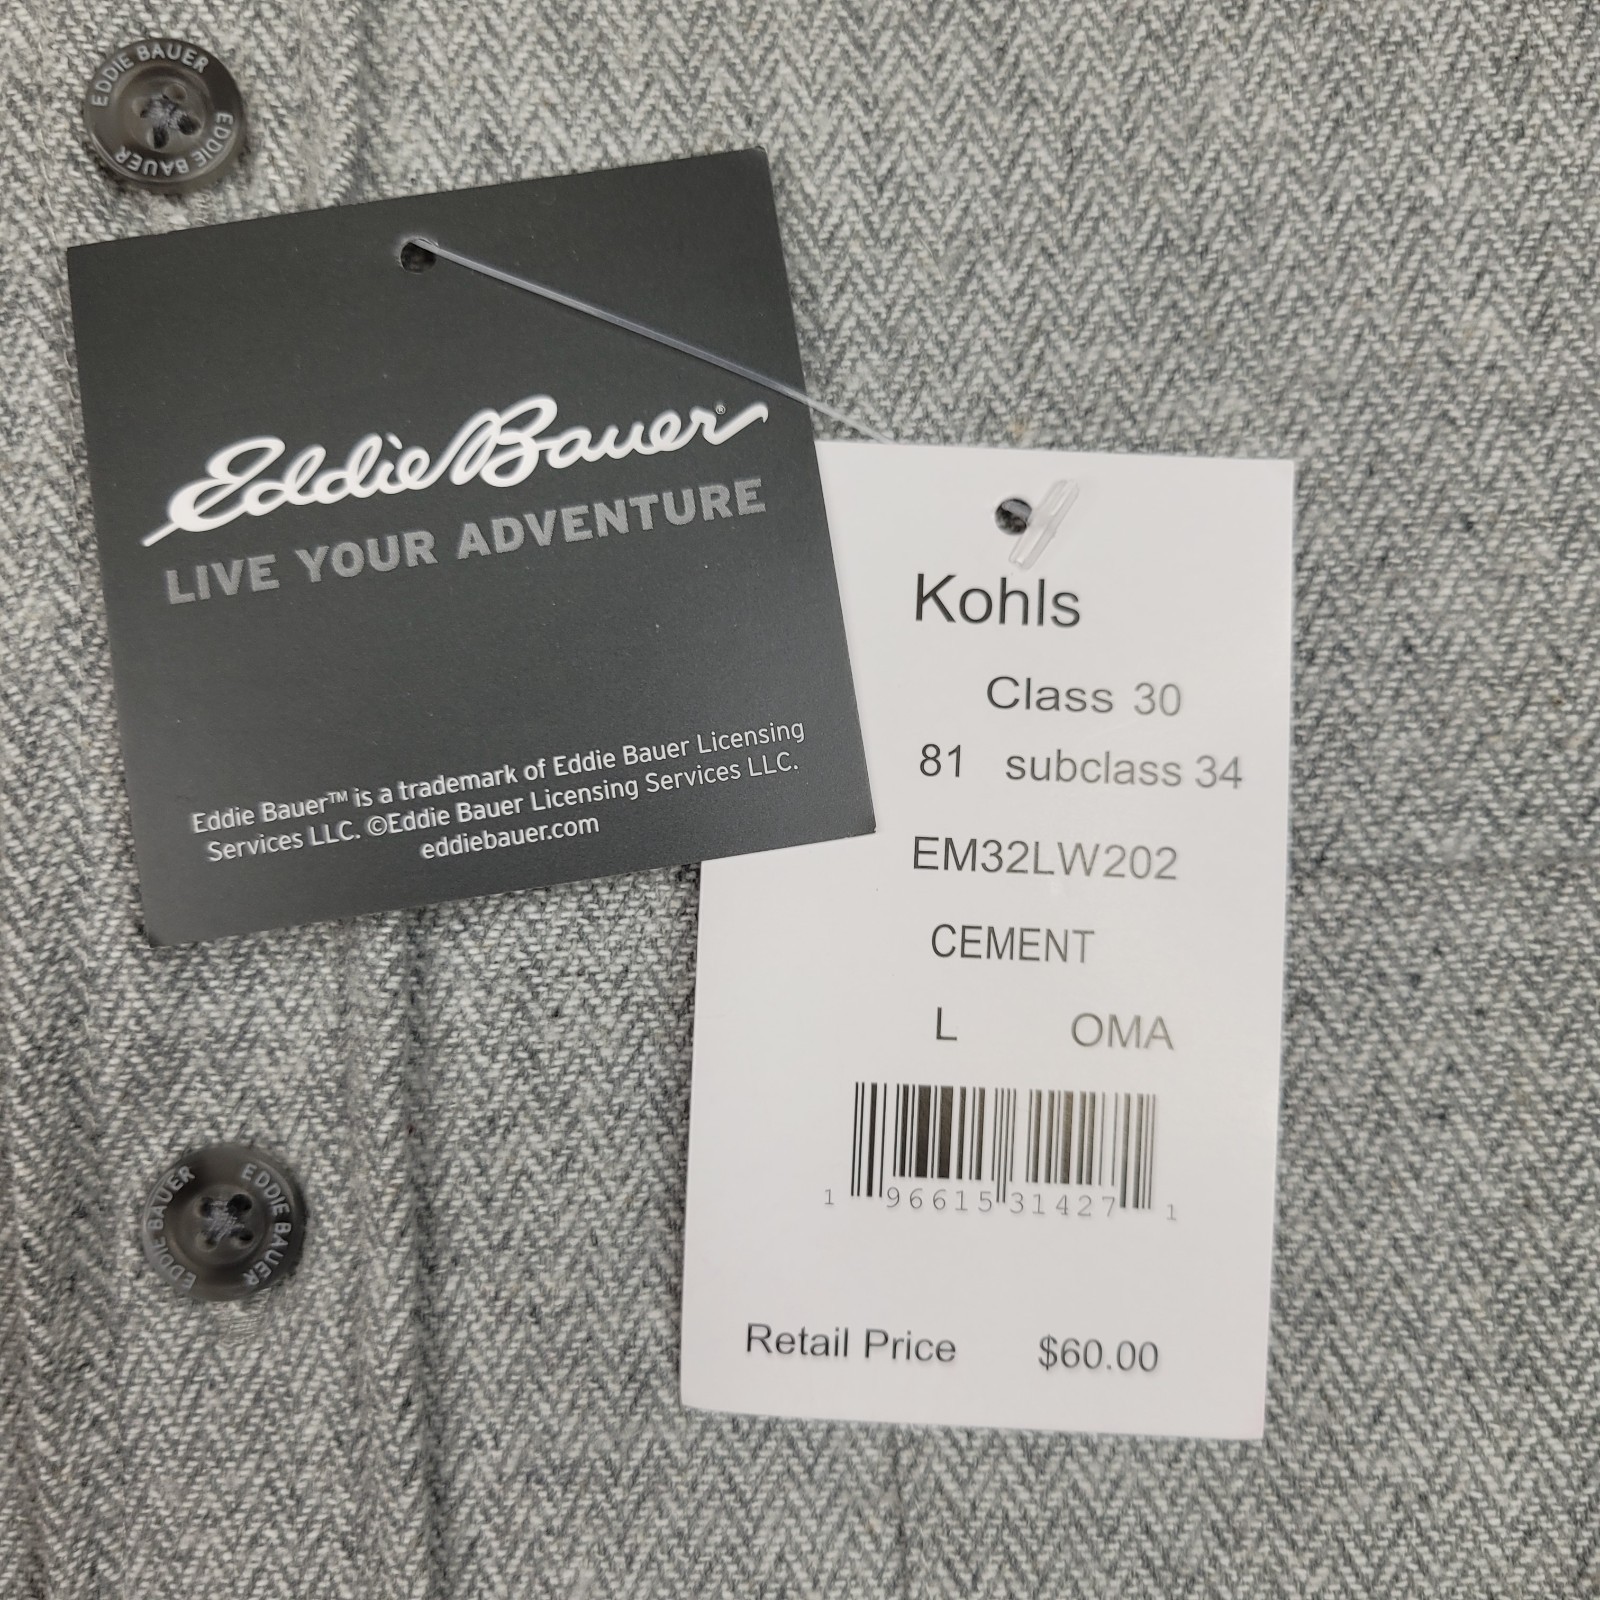 EDDIE BAUER
EDDIE BAUER
Eddie Bauer®
LIVE YOUR ADVENTURE
Eddie Bauer™ is a trademark of Eddie Bauer Licensing
Services LLC. ©Eddie Bauer Licensing Services LLC.
eddiebauer.com
Kohls
Class 30
81 subclass 34
EM32LW202
CEMENT
L OMA
1 96615 31427 1
Retail Price $60.00
EDDIE BAUER
EDDIE BAUER